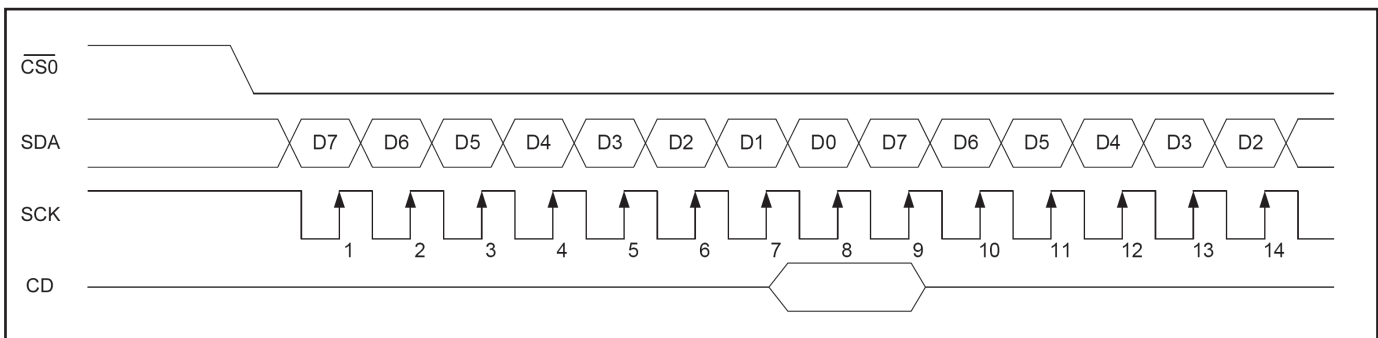 C̅S̅0̅
SDA D7 D6 D5 D4 D3 D2 D1 D0 D7 D6 D5 D4 D3 D2
SCK
1 2 3 4 5 6 7 8 9 10 11 12 13 14
CD